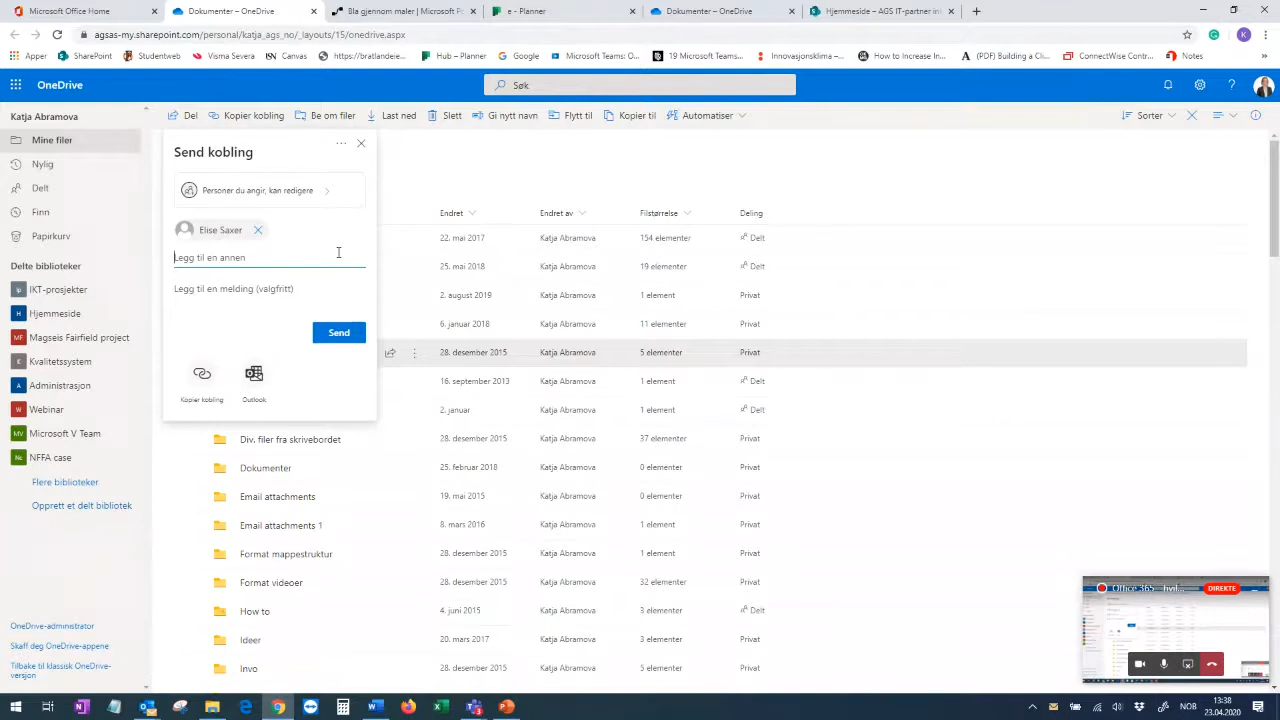 Microsoft Office Home
Dokumenter – OneDrive
Bla gjennom maler | Microsoft P
e - Planner
Dokumenter – OneDrive
Hjemmeside – AGS IT-partner int
agsas-my.sharepoint.com/personal/katja_ags_no/_layouts/15/onedrive.aspx
K
Apper
SharePoint
Studentweb
Visma Severa
Canvas
https://bratlandeie...
Hub – Planner
Google
Microsoft Teams: O...
19 Microsoft Teams...
Innovasjonsklima –...
How to Increase In...
(PDF) Building a Cli...
ConnectWise Contr...
Notes
OneDrive
Søk
Katja Abramova
Del
Kopier kobling
Be om filer
Last ned
Slett
Gi nytt navn
Flytt til
Kopier til
Automatiser
Sorter
Mine filer
Nylig
Delt
Finn
Papirkurv
Delte biblioteker
IKT-prosjekter
Hjemmeside
MF Magseis Fairfield project
K Kvalitetssystem
A Administrasjon
W Webinar
MV Microsoft V Team
Nc NFFA case
Flere biblioteker
Opprett et delt bibliotek
OneDrive-administrator
Skaff deg OneDrive-appene
Tilbake til klassisk OneDrive-
versjon
Send kobling
Personer du angir, kan redigere
Elise Saxer
Legg til en annen
Legg til en melding (valgfritt)
Send
Kopier kobling
Outlook
Endret
Endret av
Filstørrelse
Deling
22. mai 2017 Katja Abramova 154 elementer Delt
25. mai 2018 Katja Abramova 19 elementer Delt
2. august 2019 Katja Abramova 1 element Privat
6. januar 2018 Katja Abramova 11 elementer Privat
28. desember 2015 Katja Abramova 5 elementer Privat
16. september 2013 Katja Abramova 1 element Delt
2. januar Katja Abramova 1 element Delt
Div. filer fra skrivebordet 28. desember 2015 Katja Abramova 37 elementer Privat
Dokumenter 25. februar 2018 Katja Abramova 0 elementer Privat
Email attachments 19. mai 2015 Katja Abramova 0 elementer Privat
Email attachments 1 8. mars 2016 Katja Abramova 1 element Privat
Format mappestruktur 28. desember 2015 Katja Abramova 1 element Privat
Format videoer 28. desember 2015 Katja Abramova 32 elementer Privat
How to 4. juni 2015 Katja Abramova 3 elementer Delt
Ideer 20. mars 2017 Katja Abramova 3 elementer Privat
Invo 28. desember 2015 Katja Abramova 5 elementer Privat
Office 365 - hvil...
DIREKTE
NOB
13:38
23.04.2020